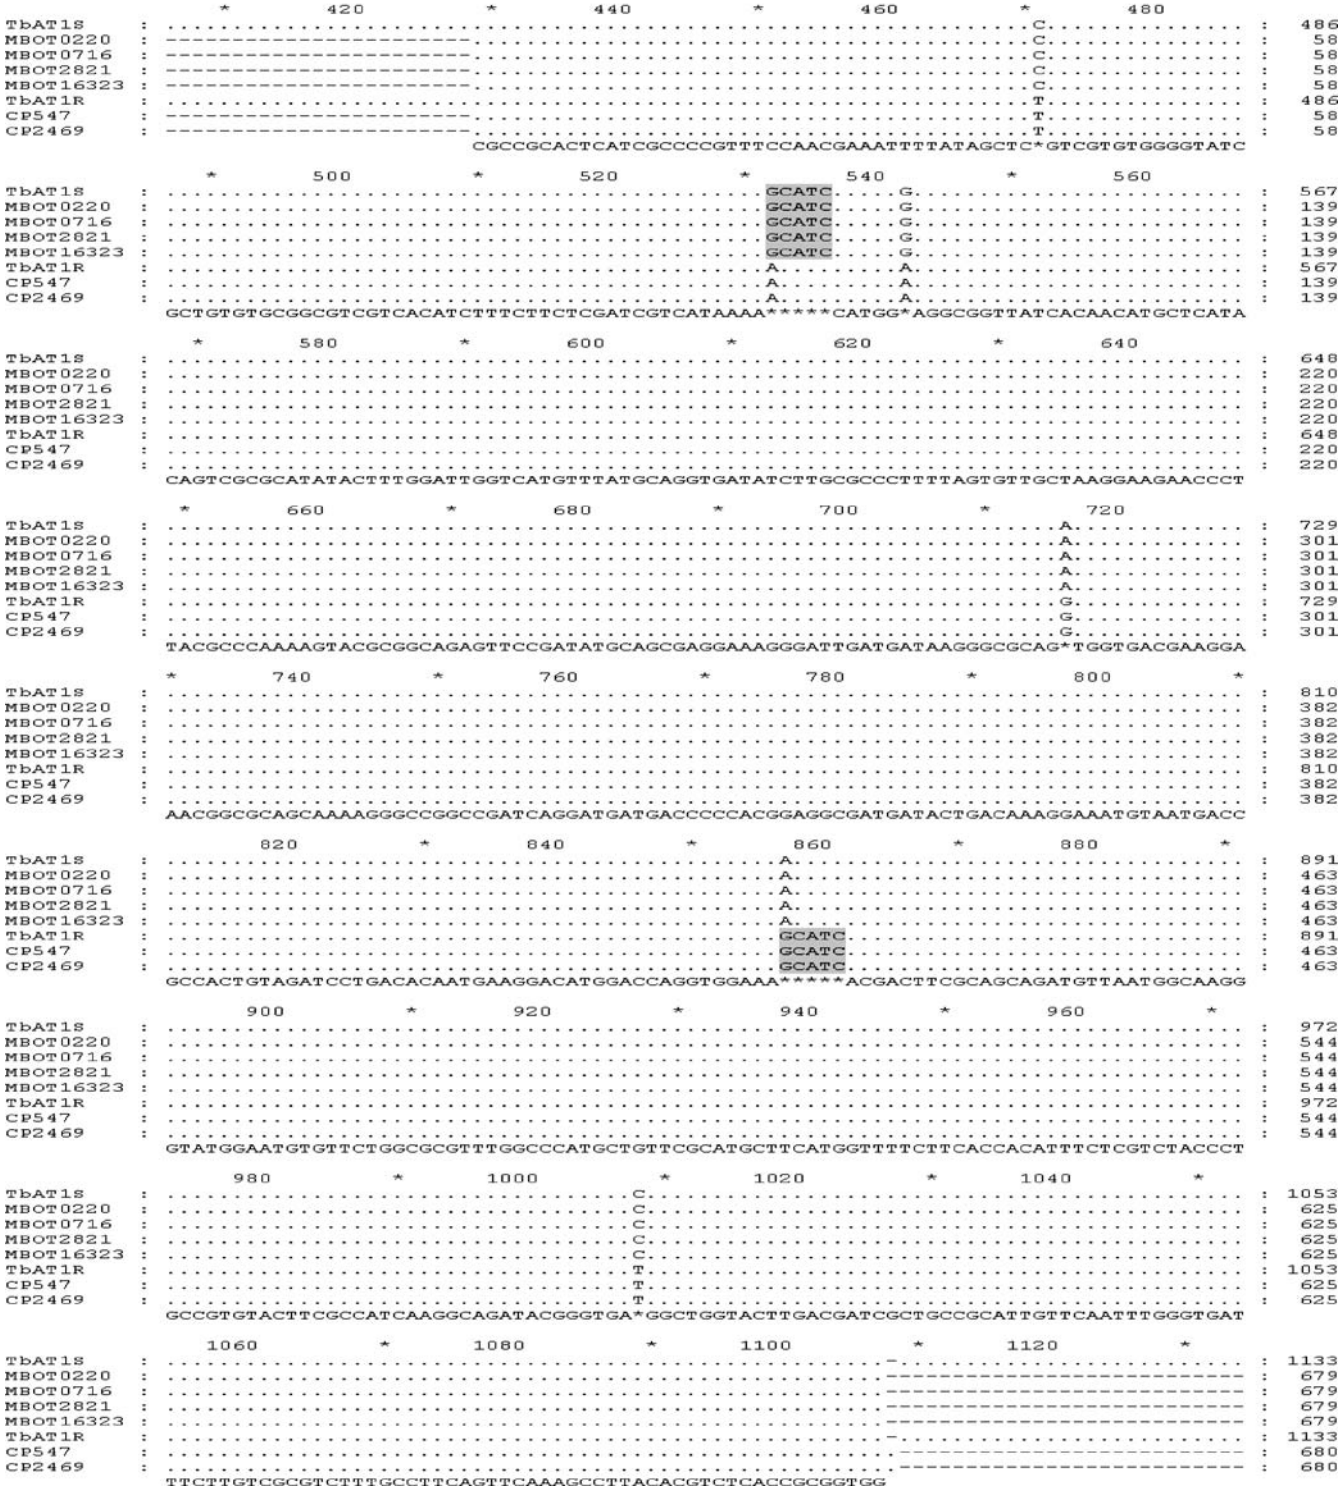 * 420 * 440 * 460 * 480
TbAT1S : .................................................................C............... : 486
MBOT0220 : -----------------------..........................................C............... : 58
MBOT0716 : -----------------------..........................................C............... : 58
MBOT2821 : -----------------------..........................................C............... : 58
MBOT16323 : -----------------------..........................................C............... : 58
TbAT1R : .................................................................T............... : 486
CP547 : -----------------------..........................................T............... : 58
CP2469 : -----------------------..........................................T............... : 58
CGCCGCACTCATCGCCCCGTTTCCAACGAAATTTTATAGCTC*GTCGTGTGGGGTATC
* 500 * 520 * 540 * 560
TbAT1S : .............................................GCATC.....G......................... : 567
MBOT0220 : .............................................GCATC.....G......................... : 139
MBOT0716 : .............................................GCATC.....G......................... : 139
MBOT2821 : .............................................GCATC.....G......................... : 139
MBOT16323 : .............................................GCATC.....G......................... : 139
TbAT1R : .............................................A.........A......................... : 567
CP547 : .............................................A.........A......................... : 139
CP2469 : .............................................A.........A......................... : 139
GCTGTGTGCGGCGTCGTCACATCTTTCTTCTCGATCGTCATAAAA*****CATGG*AGGCGGTTATCACAACATGCTCATA
* 580 * 600 * 620 * 640
TbAT1S : ................................................................................. : 648
MBOT0220 : ................................................................................. : 220
MBOT0716 : ................................................................................. : 220
MBOT2821 : ................................................................................. : 220
MBOT16323 : ................................................................................. : 220
TbAT1R : ................................................................................. : 648
CP547 : ................................................................................. : 220
CP2469 : ................................................................................. : 220
CAGTCGCGCATATACTTTGGATTGGTCATGTTTATGCAGGTGATATCTTGCGCCCTTTTAGTGTTGCTAAGGAAGAACCCT
* 660 * 680 * 700 * 720
TbAT1S : ...................................................................A............. : 729
MBOT0220 : ...................................................................A............. : 301
MBOT0716 : ...................................................................A............. : 301
MBOT2821 : ...................................................................A............. : 301
MBOT16323 : ...................................................................A............. : 301
TbAT1R : ...................................................................G............. : 729
CP547 : ...................................................................G............. : 301
CP2469 : ...................................................................G............. : 301
TACGCCCAAAAGTACGCGGCAGAGTTCCGATATGCAGCGAGGAAAGGGATTGATGATAAGGGCGCAG*TGGTGACGAAGGA
* 740 * 760 * 780 * 800 *
TbAT1S : ................................................................................. : 810
MBOT0220 : ................................................................................. : 382
MBOT0716 : ................................................................................. : 382
MBOT2821 : ................................................................................. : 382
MBOT16323 : ................................................................................. : 382
TbAT1R : ................................................................................. : 810
CP547 : ................................................................................. : 382
CP2469 : ................................................................................. : 382
AACGGCGCAGCAAAAGGGCCGGCCGATCAGGATGATGACCCCCACGGAGGCGATGATACTGACAAAGGAAATGTAATGACC
820 * 840 * 860 * 880 *
TbAT1S : ..............................................A.................................. : 891
MBOT0220 : ..............................................A.................................. : 463
MBOT0716 : ..............................................A.................................. : 463
MBOT2821 : ..............................................A.................................. : 463
MBOT16323 : ..............................................A.................................. : 463
TbAT1R : ..............................................GCATC.............................. : 891
CP547 : ..............................................GCATC.............................. : 463
CP2469 : ..............................................GCATC.............................. : 463
GCCACTGTAGATCCTGACACAATGAAGGACATGGACCAGGTGGAAA*****ACGACTTCGCAGCAGATGTTAATGGCAAGG
900 * 920 * 940 * 960 *
TbAT1S : ................................................................................. : 972
MBOT0220 : ................................................................................. : 544
MBOT0716 : ................................................................................. : 544
MBOT2821 : ................................................................................. : 544
MBOT16323 : ................................................................................. : 544
TbAT1R : ................................................................................. : 972
CP547 : ................................................................................. : 544
CP2469 : ................................................................................. : 544
GTATGGAATGTGTTCTGGCGCGTTTGGCCCATGCTGTTCGCATGCTTCATGGTTTTCTTCACCACATTTCTCGTCTACCCT
980 * 1000 * 1020 * 1040 *
TbAT1S : ...................................C............................................. : 1053
MBOT0220 : ...................................C............................................. : 625
MBOT0716 : ...................................C............................................. : 625
MBOT2821 : ...................................C............................................. : 625
MBOT16323 : ...................................C............................................. : 625
TbAT1R : ...................................T............................................. : 1053
CP547 : ...................................T............................................. : 625
CP2469 : ...................................T............................................. : 625
GCCGTGTACTTCGCCATCAAGGCAGATACGGGTGA*GGCTGGTACTTGACGATCGCTGCCGCATTGTTCAATTTGGGTGAT
1060 * 1080 * 1100 * 1120 *
TbAT1S : ......................................................-.......................... : 1133
MBOT0220 : ......................................................--------------------------- : 679
MBOT0716 : ......................................................--------------------------- : 679
MBOT2821 : ......................................................--------------------------- : 679
MBOT16323 : ......................................................--------------------------- : 679
TbAT1R : ......................................................-.......................... : 1133
CP547 : .......................................................-------------------------- : 680
CP2469 : .......................................................-------------------------- : 680
TTCTTGTCGCGTCTTTGCCTTCAGTTCAAAGCCTTACACGTCTCACCGCGGTGG